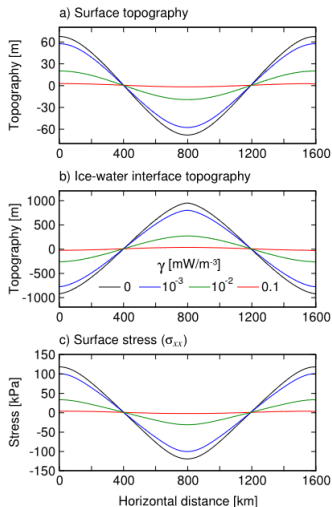 a) Surface topography
Topography [m]
60
30
0
-30
-60
0 400 800 1200 1600
b) Ice-water interface topography
Topography [m]
1000
500
0
-500
-1000
γ [mW/m⁻³]
0 10⁻³ 10⁻² 0.1
0 400 800 1200 1600
c) Surface stress (σxx)
Stress [kPa]
150
100
50
0
-50
-100
-150
0 400 800 1200 1600
Horizontal distance [km]